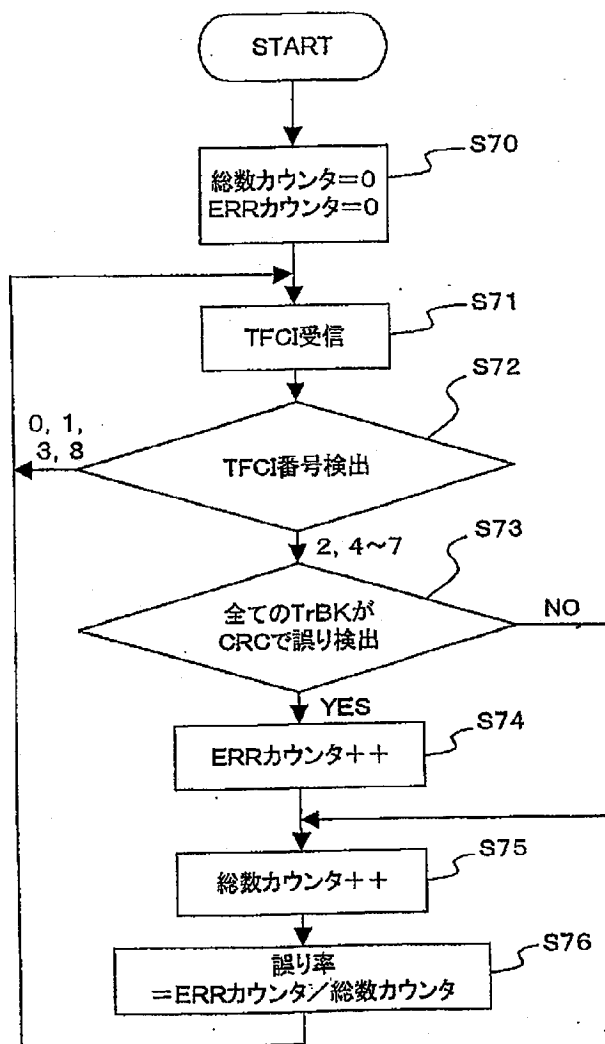 START
S70
総数カウンタ=0
ERRカウンタ=0
S71
TFCI受信
S72
0, 1,
3, 8
TFCI番号検出
2, 4~7
S73
全てのTrBKが
CRCで誤り検出
NO
YES
S74
ERRカウンタ++
S75
総数カウンタ++
S76
誤り率
=ERRカウンタ/総数カウンタ